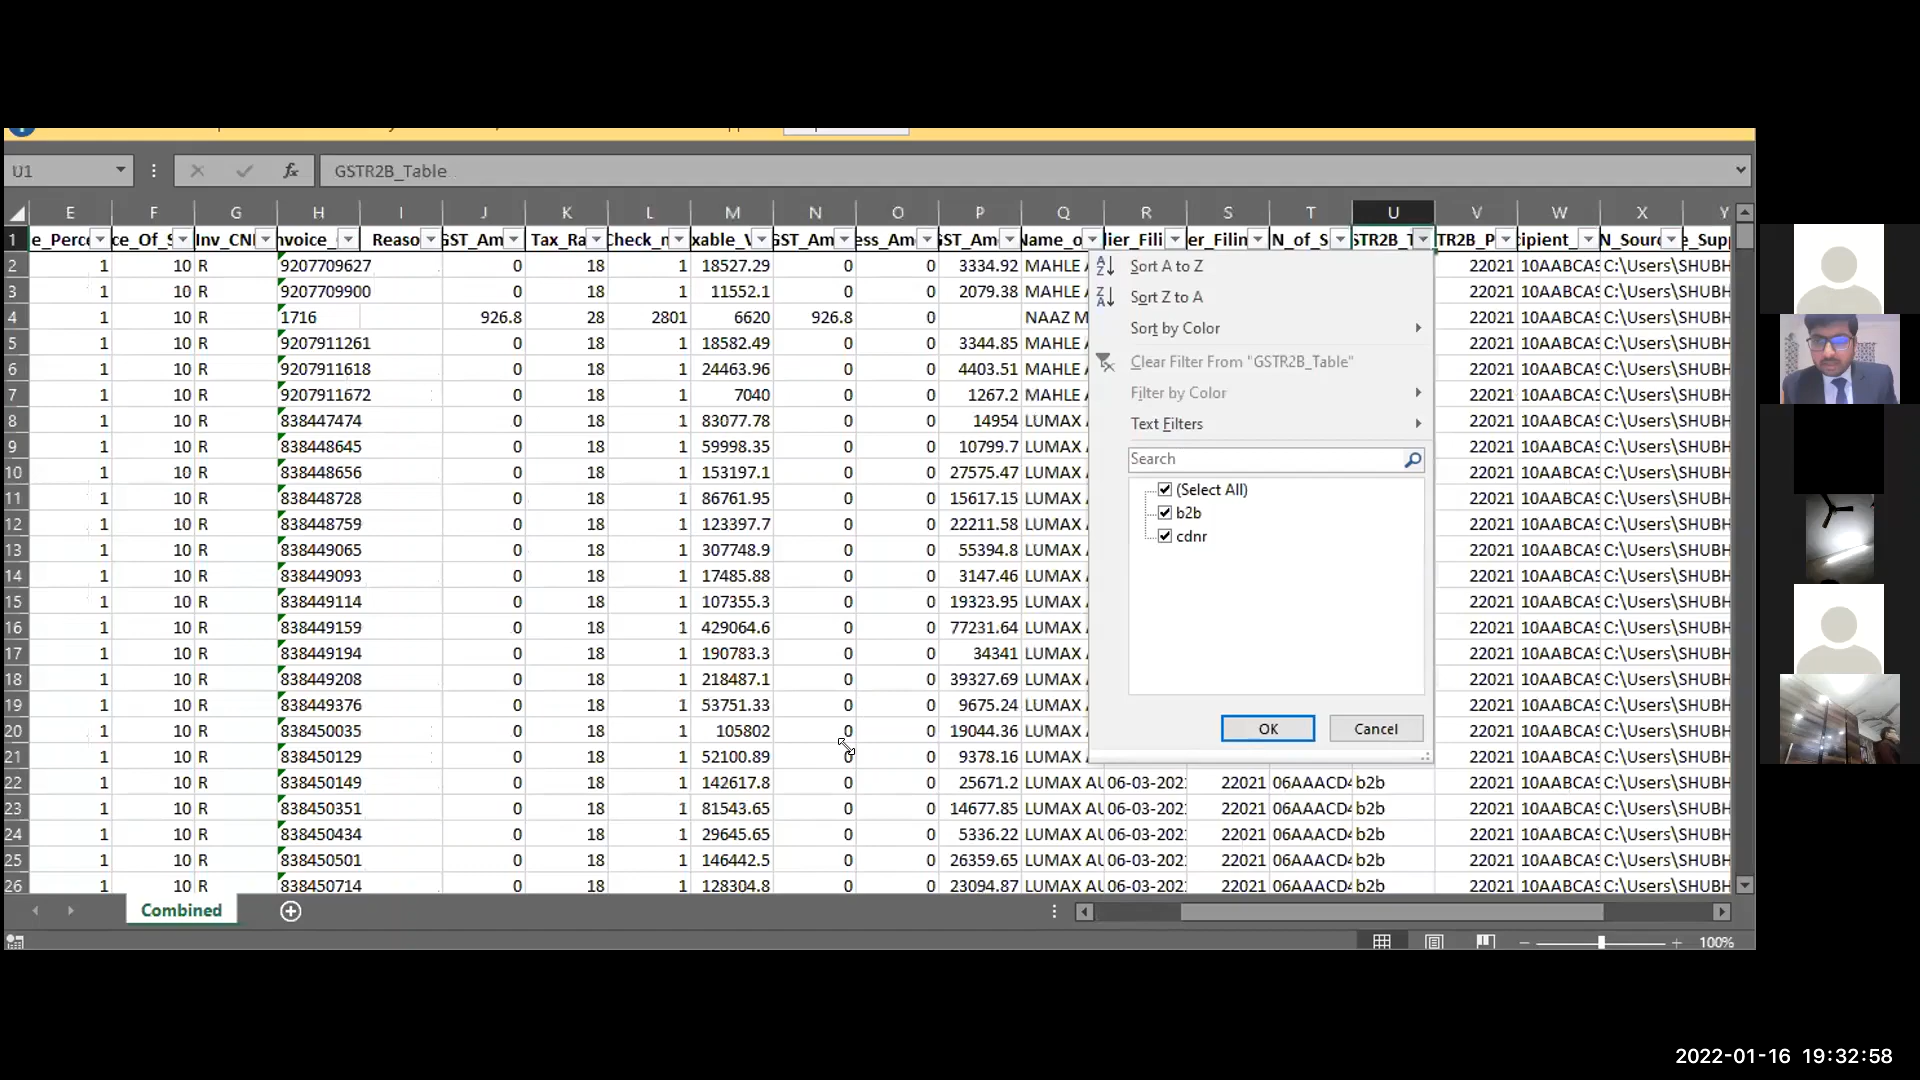 U1 fx GSTR2B_Table
E F G H I J K L M N O P Q R S T U V W X Y
1 e_Perc ce_Of_S Inv_CN nvoice_ Reaso GST_Am Tax_Ra Check_n xable_V GST_Am ess_Am GST_Am Name_o lier_Fili er_Filin N_of_S STR2B_T TR2B_P cipient_ N_Sourc e_Supp
2 1 10 R 9207709627 0 18 1 18527.29 0 0 3334.92 MAHLE A 22021 10AABCAS C:\Users\SHUBH
3 1 10 R 9207709900 0 18 1 11552.1 0 0 2079.38 MAHLE A 22021 10AABCAS C:\Users\SHUBH
4 1 10 R 1716 926.8 28 2801 6620 926.8 0 NAAZ M 22021 10AABCAS C:\Users\SHUBH
5 1 10 R 9207911261 0 18 1 18582.49 0 0 3344.85 MAHLE A 22021 10AABCAS C:\Users\SHUBH
6 1 10 R 9207911618 0 18 1 24463.96 0 0 4403.51 MAHLE A 22021 10AABCAS C:\Users\SHUBH
7 1 10 R 9207911672 0 18 1 7040 0 0 1267.2 MAHLE A 22021 10AABCAS C:\Users\SHUBH
8 1 10 R 838447474 0 18 1 83077.78 0 0 14954 LUMAX A 22021 10AABCAS C:\Users\SHUBH
9 1 10 R 838448645 0 18 1 59998.35 0 0 10799.7 LUMAX A 22021 10AABCAS C:\Users\SHUBH
10 1 10 R 838448656 0 18 1 153197.1 0 0 27575.47 LUMAX A 22021 10AABCAS C:\Users\SHUBH
11 1 10 R 838448728 0 18 1 86761.95 0 0 15617.15 LUMAX A 22021 10AABCAS C:\Users\SHUBH
12 1 10 R 838448759 0 18 1 123397.7 0 0 22211.58 LUMAX A 22021 10AABCAS C:\Users\SHUBH
13 1 10 R 838449065 0 18 1 307748.9 0 0 55394.8 LUMAX A 22021 10AABCAS C:\Users\SHUBH
14 1 10 R 838449093 0 18 1 17485.88 0 0 3147.46 LUMAX A 22021 10AABCAS C:\Users\SHUBH
15 1 10 R 838449114 0 18 1 107355.3 0 0 19323.95 LUMAX A 22021 10AABCAS C:\Users\SHUBH
16 1 10 R 838449159 0 18 1 429064.6 0 0 77231.64 LUMAX A 22021 10AABCAS C:\Users\SHUBH
17 1 10 R 838449194 0 18 1 190783.3 0 0 34341 LUMAX A 22021 10AABCAS C:\Users\SHUBH
18 1 10 R 838449208 0 18 1 218487.1 0 0 39327.69 LUMAX A 22021 10AABCAS C:\Users\SHUBH
19 1 10 R 838449376 0 18 1 53751.33 0 0 9675.24 LUMAX A 22021 10AABCAS C:\Users\SHUBH
20 1 10 R 838450035 0 18 1 105802 0 0 19044.36 LUMAX A 22021 10AABCAS C:\Users\SHUBH
21 1 10 R 838450129 0 18 1 52100.89 0 0 9378.16 LUMAX A 22021 10AABCAS C:\Users\SHUBH
22 1 10 R 838450149 0 18 1 142617.8 0 0 25671.2 LUMAX AU 06-03-202 22021 06AAACD4 b2b 22021 10AABCAS C:\Users\SHUBH
23 1 10 R 838450351 0 18 1 81543.65 0 0 14677.85 LUMAX AU 06-03-202 22021 06AAACD4 b2b 22021 10AABCAS C:\Users\SHUBH
24 1 10 R 838450434 0 18 1 29645.65 0 0 5336.22 LUMAX AU 06-03-202 22021 06AAACD4 b2b 22021 10AABCAS C:\Users\SHUBH
25 1 10 R 838450501 0 18 1 146442.5 0 0 26359.65 LUMAX AU 06-03-202 22021 06AAACD4 b2b 22021 10AABCAS C:\Users\SHUBH
26 1 10 R 838450714 0 18 1 128304.8 0 0 23094.87 LUMAX AU 06-03-202 22021 06AAACD4 b2b 22021 10AABCAS C:\Users\SHUBH
Sort A to Z
Sort Z to A
Sort by Color
Clear Filter From "GSTR2B_Table"
Filter by Color
Text Filters
Search
(Select All)
b2b
cdnr
OK Cancel
Combined
100%
2022-01-16 19:32:58